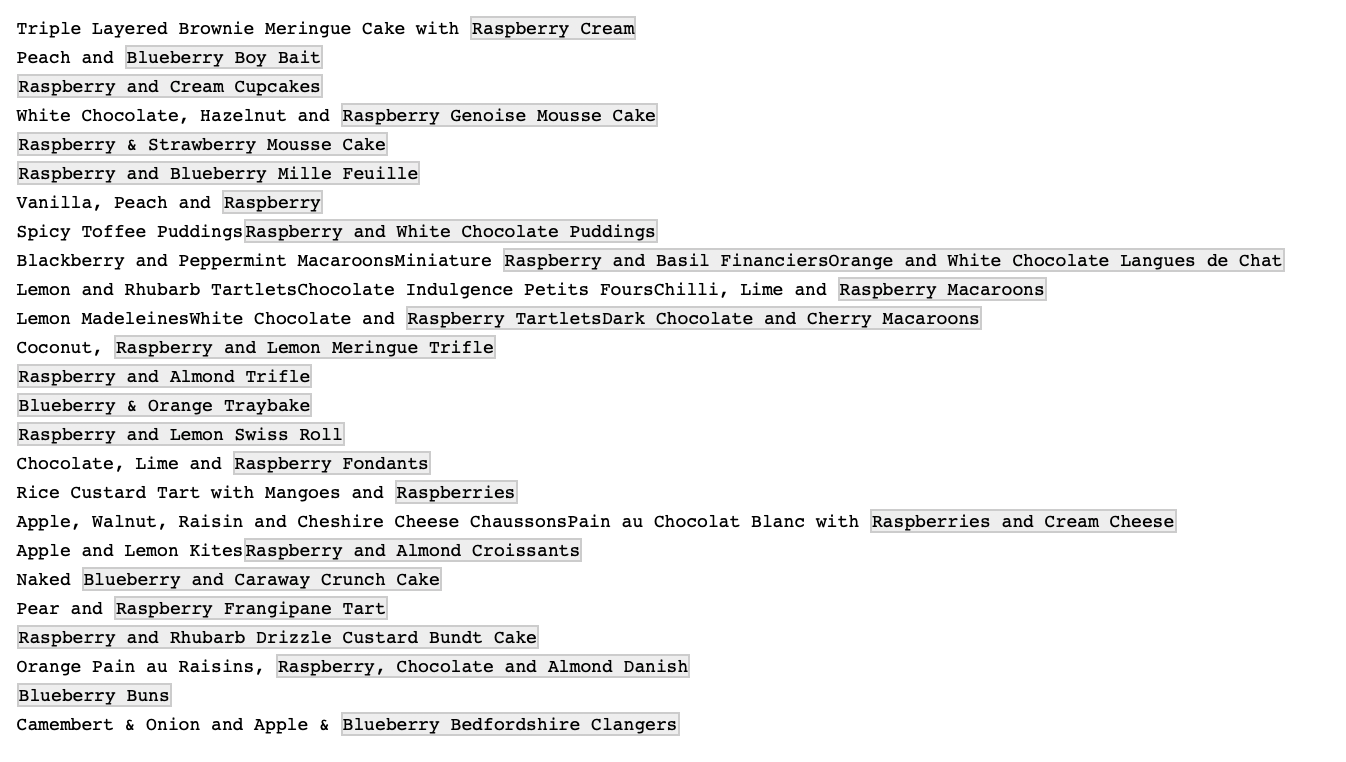 Triple Layered Brownie Meringue Cake with Raspberry Cream
Peach and Blueberry Boy Bait
Raspberry and Cream Cupcakes
White Chocolate, Hazelnut and Raspberry Genoise Mousse Cake
Raspberry & Strawberry Mousse Cake
Raspberry and Blueberry Mille Feuille
Vanilla, Peach and Raspberry
Spicy Toffee PuddingsRaspberry and White Chocolate Puddings
Blackberry and Peppermint MacaroonsMiniature Raspberry and Basil FinanciersOrange and White Chocolate Langues de Chat
Lemon and Rhubarb TartletsChocolate Indulgence Petits FoursChilli, Lime and Raspberry Macaroons
Lemon MadeleinesWhite Chocolate and Raspberry TartletsDark Chocolate and Cherry Macaroons
Coconut, Raspberry and Lemon Meringue Trifle
Raspberry and Almond Trifle
Blueberry & Orange Traybake
Raspberry and Lemon Swiss Roll
Chocolate, Lime and Raspberry Fondants
Rice Custard Tart with Mangoes and Raspberries
Apple, Walnut, Raisin and Cheshire Cheese ChaussonsPain au Chocolat Blanc with Raspberries and Cream Cheese
Apple and Lemon KitesRaspberry and Almond Croissants
Naked Blueberry and Caraway Crunch Cake
Pear and Raspberry Frangipane Tart
Raspberry and Rhubarb Drizzle Custard Bundt Cake
Orange Pain au Raisins, Raspberry, Chocolate and Almond Danish
Blueberry Buns
Camembert & Onion and Apple & Blueberry Bedfordshire Clangers